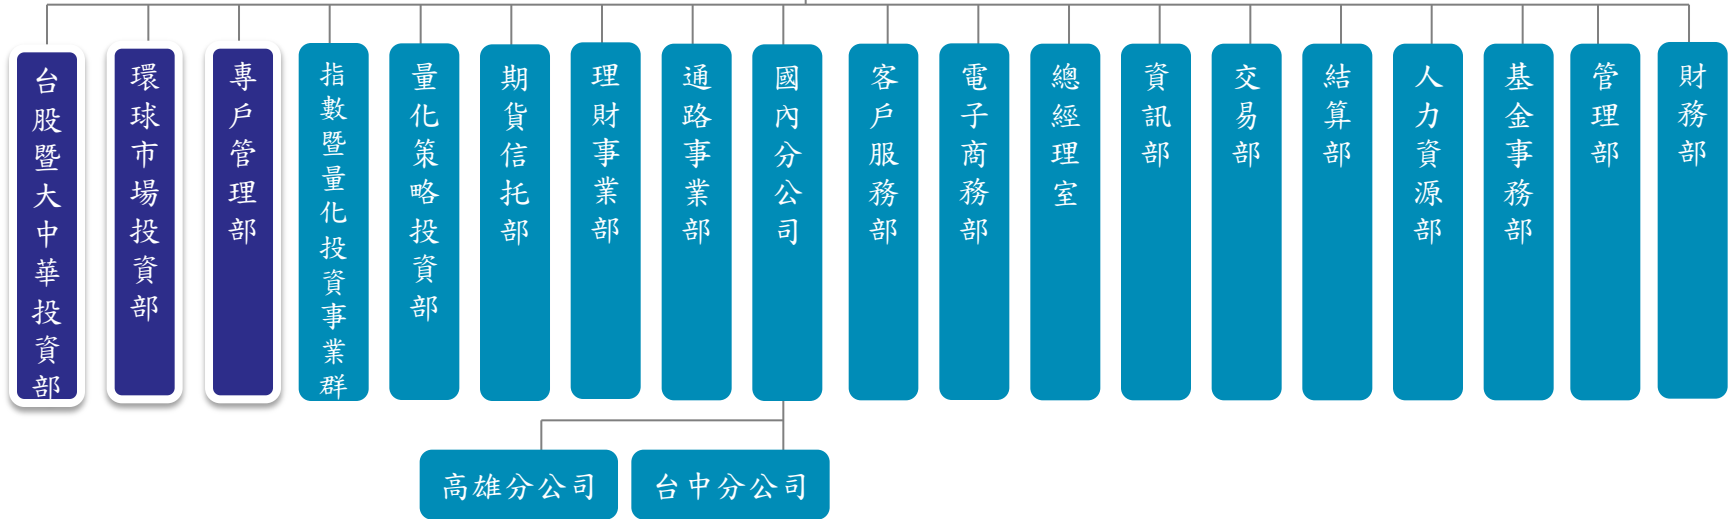 台股暨大中華投資部
環球市場投資部
專戶管理部
指數暨量化投資事業群
量化策略投資部
期貨信托部
理財事業部
通路事業部
國內分公司
客戶服務部
電子商務部
總經理室
資訊部
交易部
結算部
人力資源部
基金事務部
管理部
財務部
高雄分公司
台中分公司